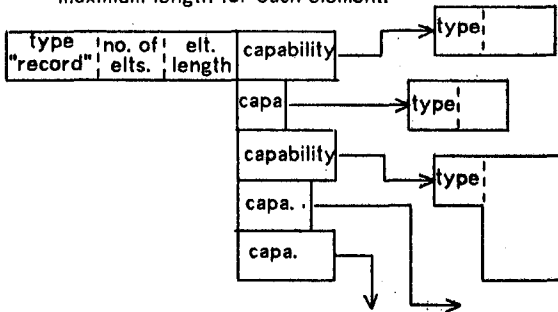 maximum length for each element.
type
"record"
no. of
elts.
elt.
length
capability
type
capa
type
capability
type
capa.
capa.